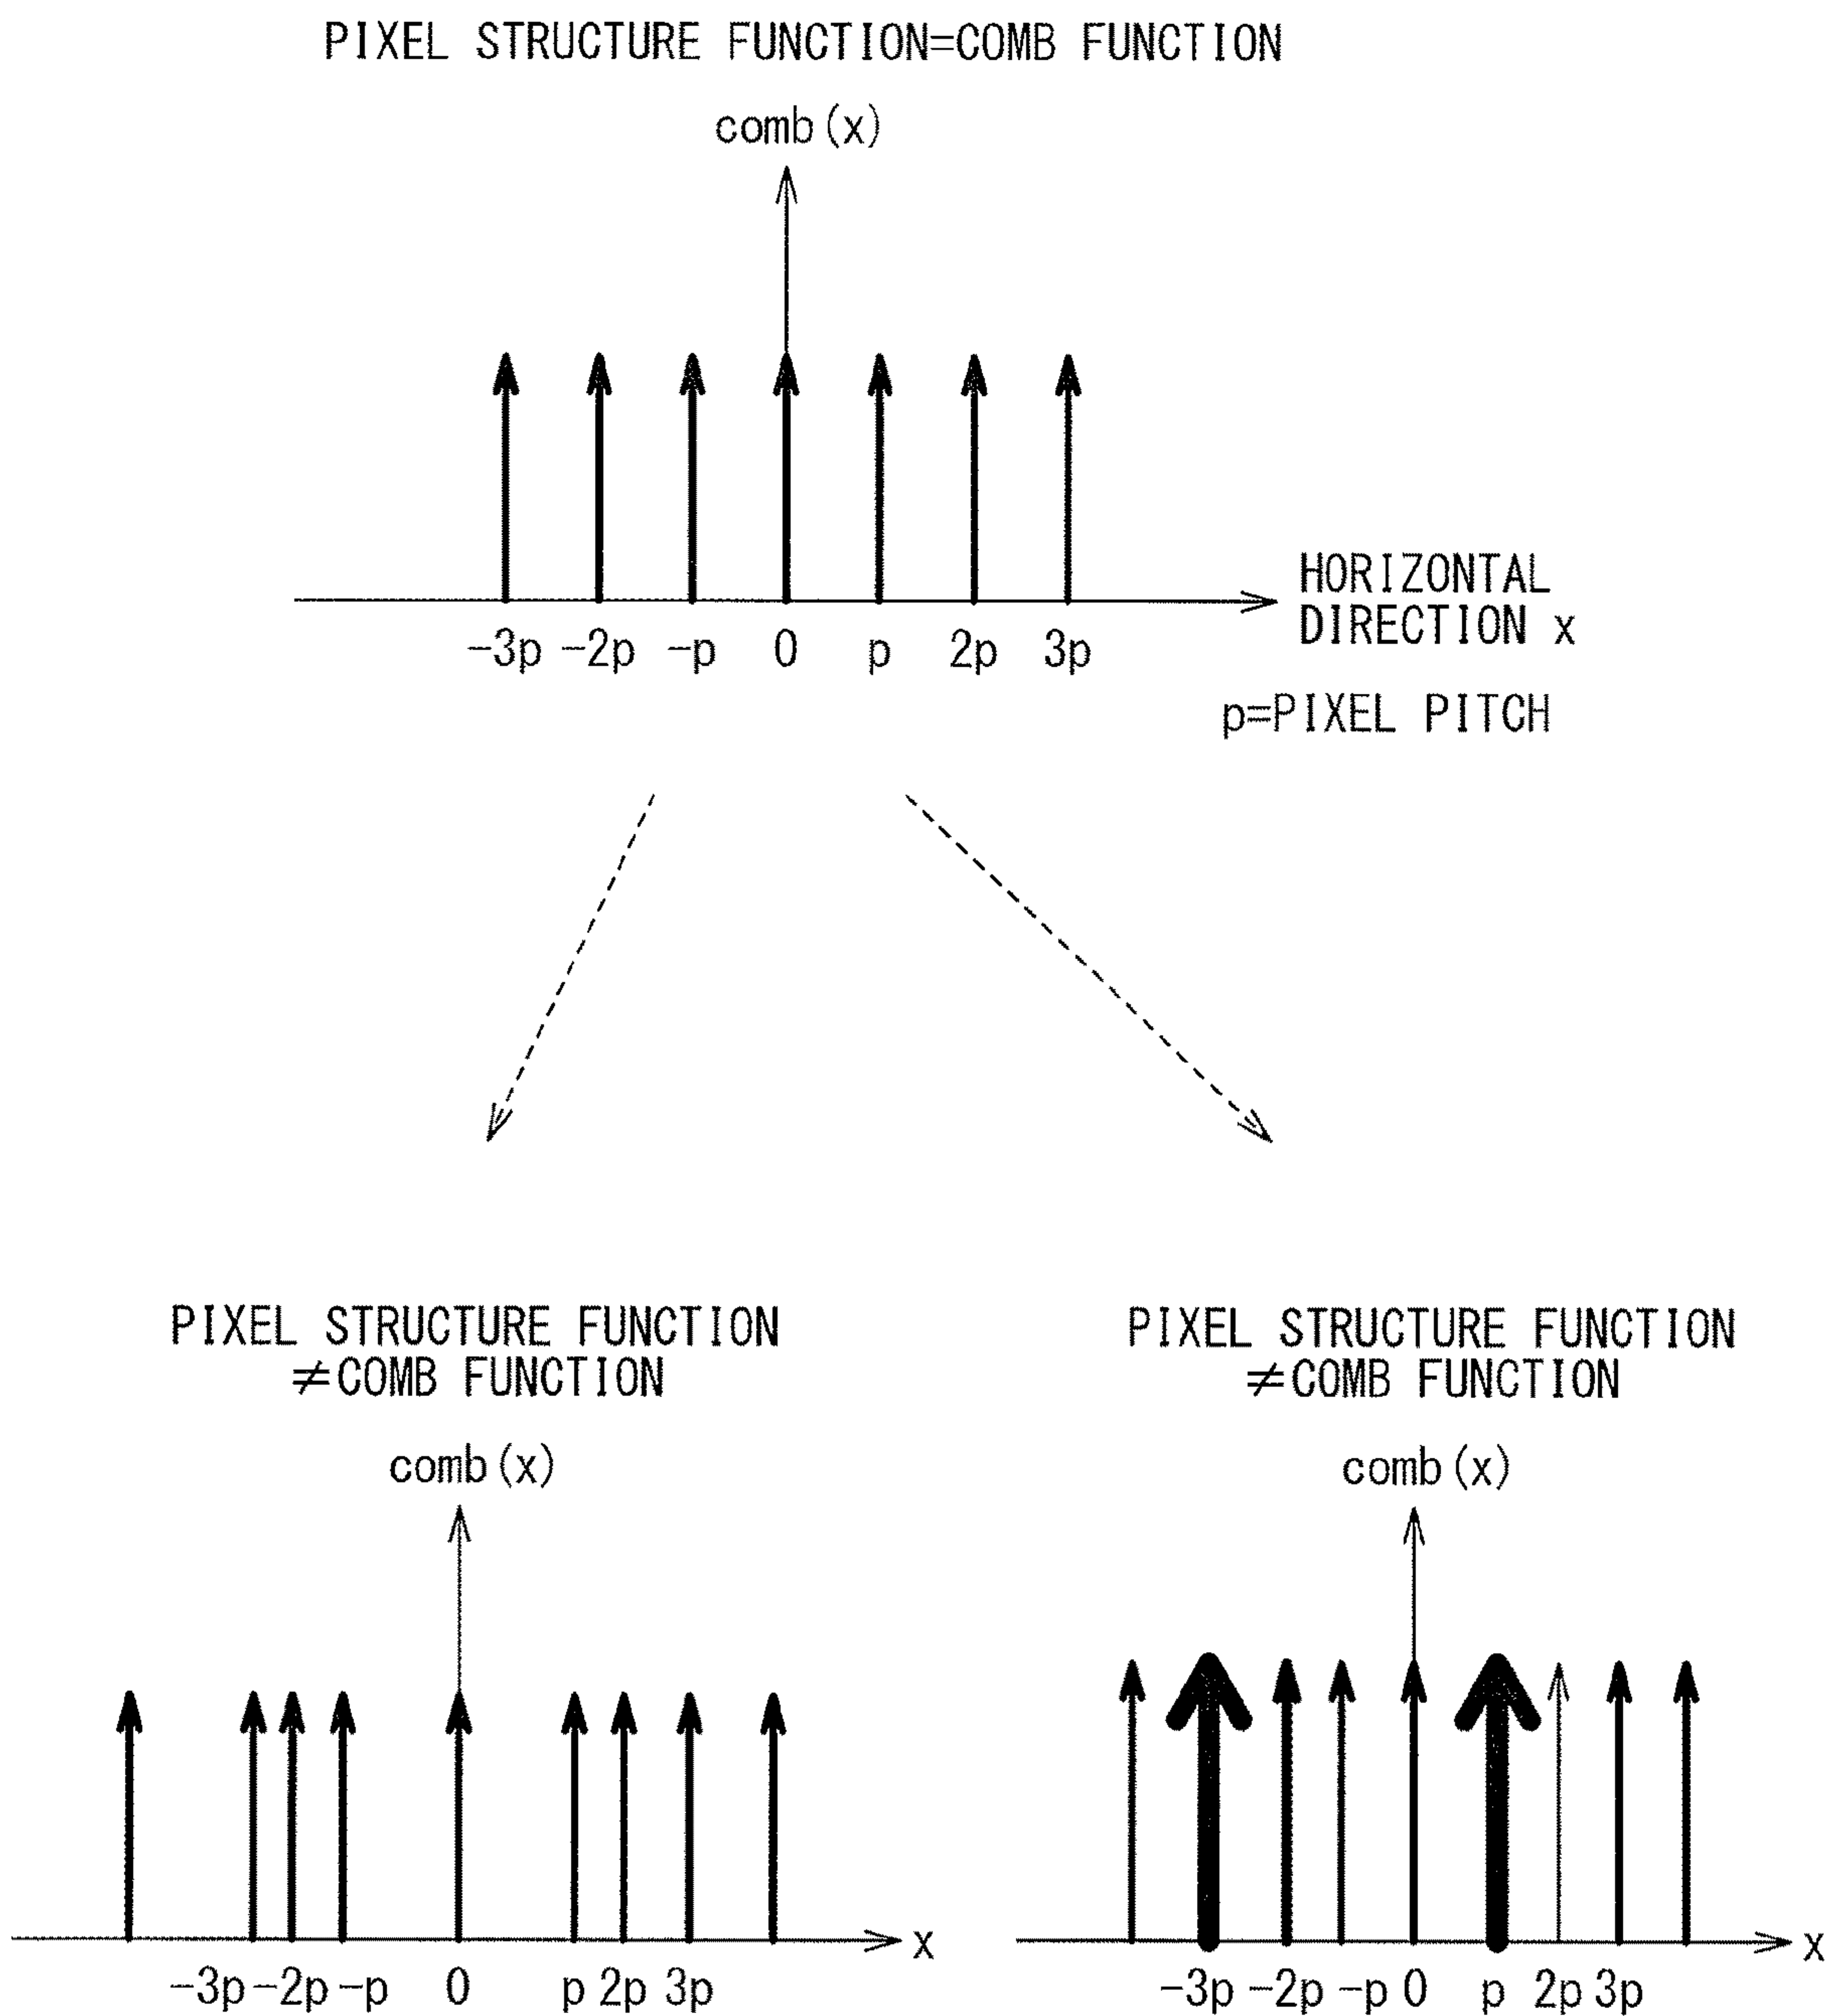 PIXEL STRUCTURE FUNCTION=COMB FUNCTION
comb(x)
HORIZONTAL
DIRECTION x
-3p -2p -p 0 p 2p 3p
p=PIXEL PITCH
PIXEL STRUCTURE FUNCTION
≠COMB FUNCTION
comb(x)
x
-3p -2p -p 0 p 2p 3p
PIXEL STRUCTURE FUNCTION
≠COMB FUNCTION
comb(x)
x
-3p -2p -p 0 p 2p 3p